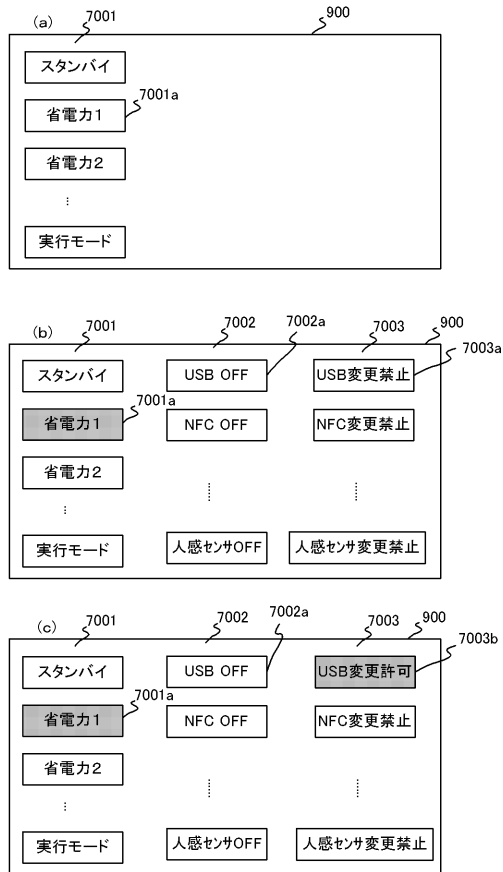 (a)
7001
900
スタンバイ
省電力1
7001a
省電力2
実行モード
(b)
7001
7002
7002a
7003
900
7003a
スタンバイ
USB OFF
USB変更禁止
省電力1
7001a
NFC OFF
NFC変更禁止
省電力2
実行モード
人感センサOFF
人感センサ変更禁止
(c)
7001
7002
7002a
7003
900
7003b
スタンバイ
USB OFF
USB変更許可
省電力1
7001a
NFC OFF
NFC変更禁止
省電力2
実行モード
人感センサOFF
人感センサ変更禁止